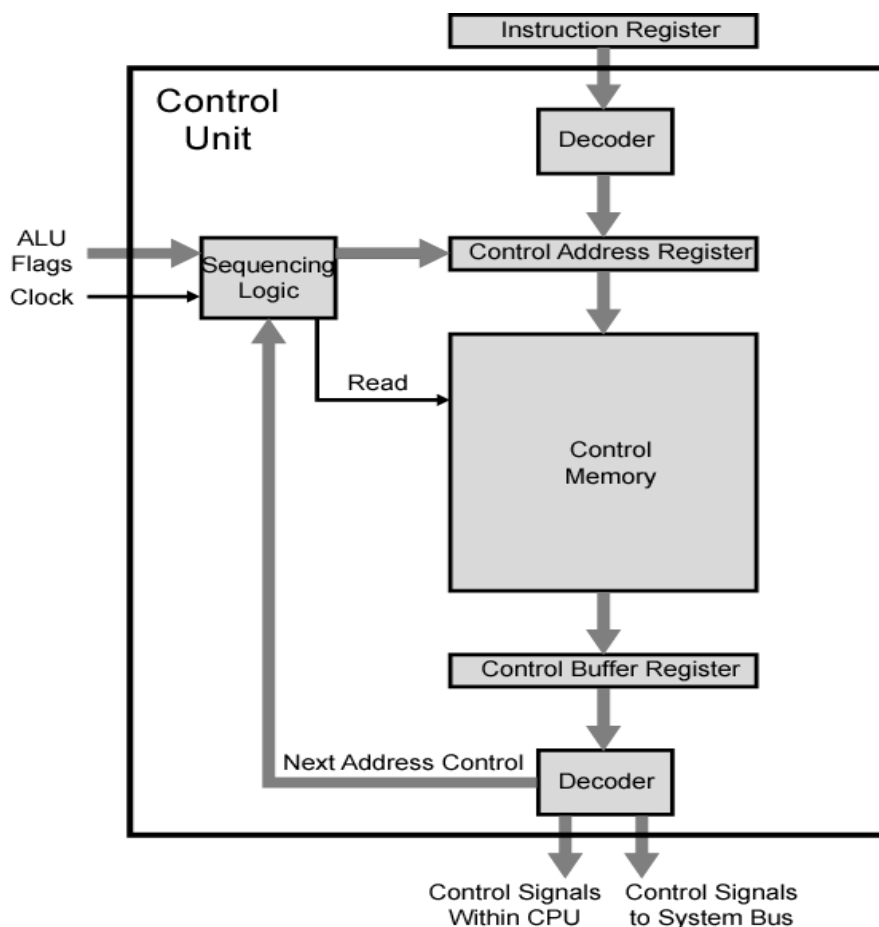 Instruction Register
Control
Unit
Decoder
ALU
Flags
Clock
Sequencing
Logic
Control Address Register
Read
Control
Memory
Control Buffer Register
Next Address Control
Decoder
Control Signals
Within CPU
Control Signals
to System Bus